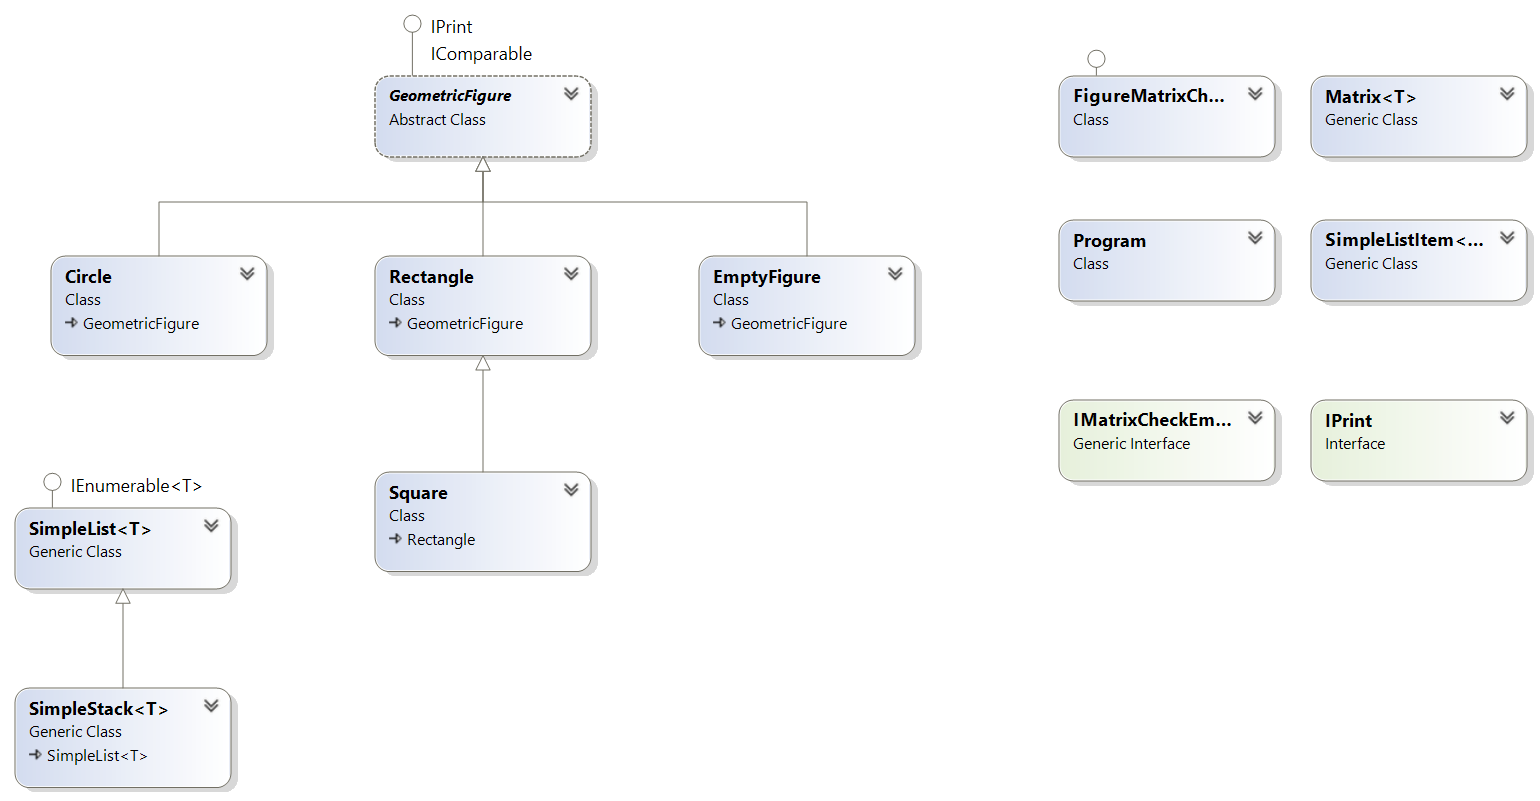 IPrint
IComparable
GeometricFigure
Abstract Class
Circle
Class
GeometricFigure
Rectangle
Class
GeometricFigure
EmptyFigure
Class
GeometricFigure
Square
Class
Rectangle
IEnumerable<T>
SimpleList<T>
Generic Class
SimpleStack<T>
Generic Class
SimpleList<T>
FigureMatrixCh...
Class
Matrix<T>
Generic Class
Program
Class
SimpleListItem<...
Generic Class
IMatrixCheckEm...
Generic Interface
IPrint
Interface